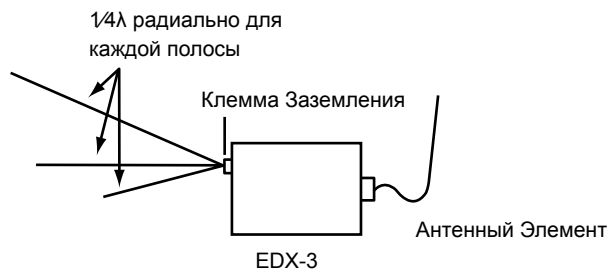 1⁄4λ радиально для
каждой полосы
Клемма Заземления
Антенный Элемент
EDX-3